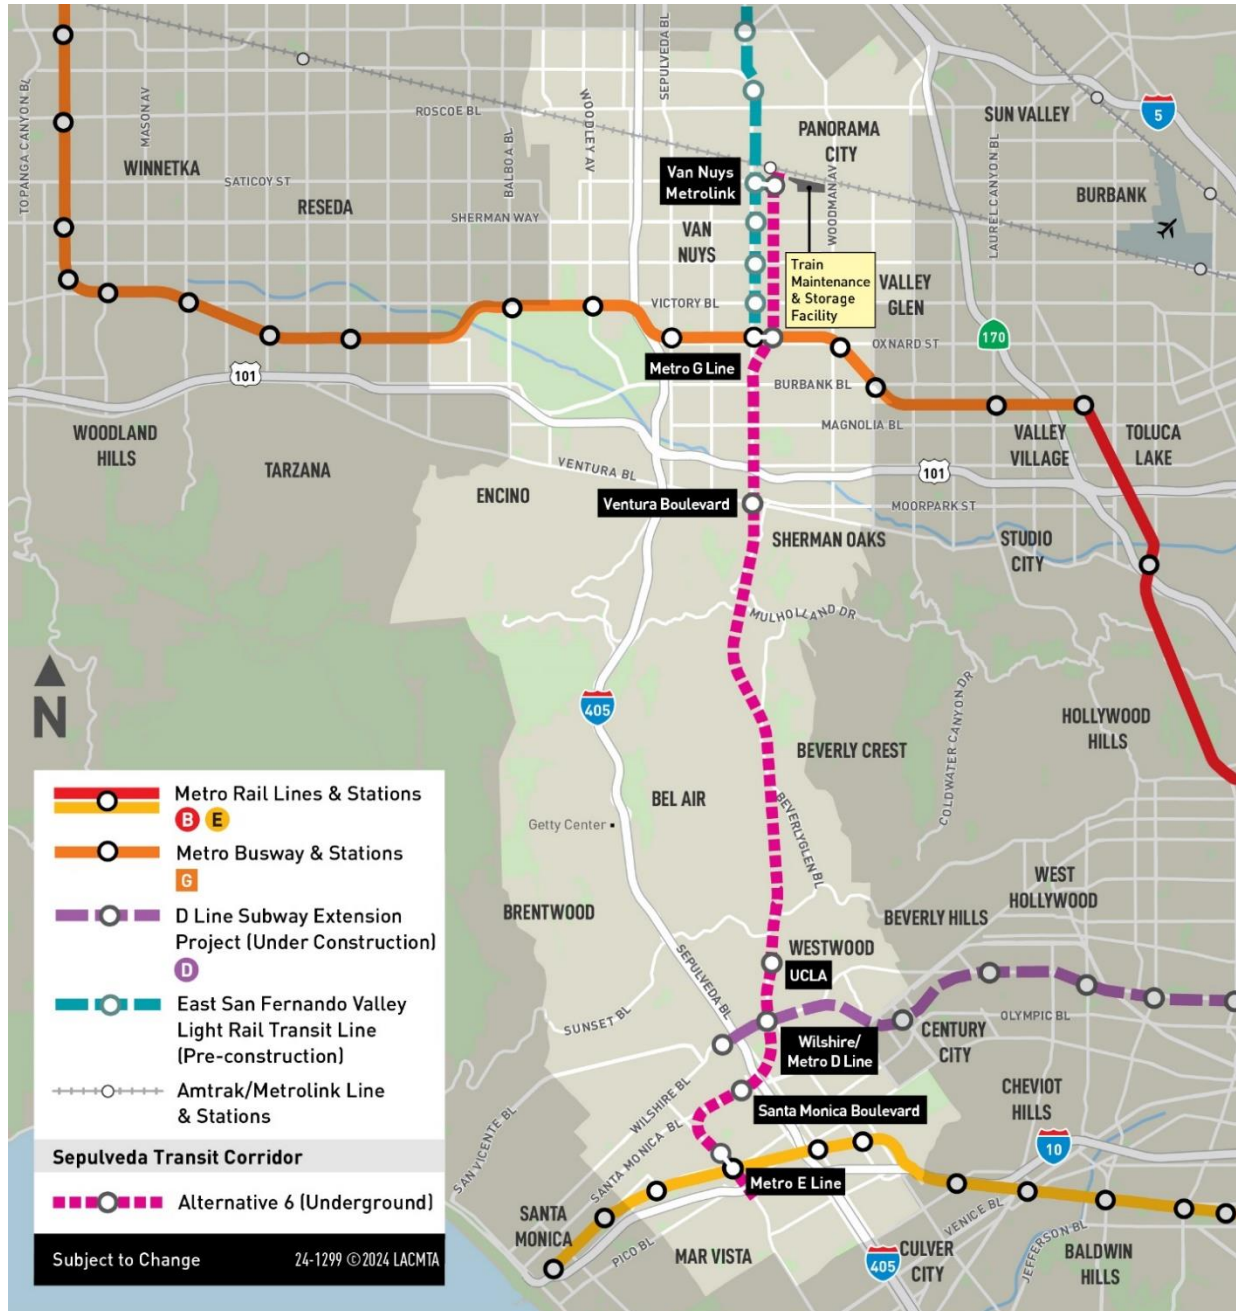 TOPANGA CANYON BL
MASON AV
WINNETKA
SATICOY ST
RESEDA
ROSCOE BL
BALBOA BL
SHERMAN WAY
WOODLEY AV
SEPULVEDA BL
PANORAMA
CITY
SUN VALLEY
5
Van Nuys
Metrolink
WOODMAN AV
LAUREL CANYON BL
BURBANK
VAN
NUYS
Train
Maintenance
& Storage
Facility
VALLEY
GLEN
VICTORY BL
170
OXNARD ST
Metro G Line
101
BURBANK BL
MAGNOLIA BL
WOODLAND
HILLS
TARZANA
VENTURA BL
VALLEY
VILLAGE
TOLUCA
LAKE
ENCINO
101
Ventura Boulevard
MOORPARK ST
SHERMAN OAKS
STUDIO
CITY
MULHOLLAND DR
N
405
COLDWATER CANYON DR
HOLLYWOOD
HILLS
BEVERLY CREST
BEL AIR
BEVERLY GLEN BL
Getty Center
WEST
HOLLYWOOD
BRENTWOOD
BEVERLY HILLS
WESTWOOD
UCLA
SEPULVEDA BL
SUNSET BL
OLYMPIC BL
Wilshire/
Metro D Line
CENTURY
CITY
WILSHIRE BL
Santa Monica Boulevard
CHEVIOT
HILLS
SAN VICENTE BL
SANTA MONICA BL
10
Metro E Line
SANTA
MONICA
VENICE BL
PICO BL
MAR VISTA
405
CULVER
CITY
JEFFERSON BL
BALDWIN
HILLS
Metro Rail Lines & Stations
B E
Metro Busway & Stations
G
D Line Subway Extension
Project (Under Construction)
D
East San Fernando Valley
Light Rail Transit Line
(Pre-construction)
Amtrak/Metrolink Line
& Stations
Sepulveda Transit Corridor
Alternative 6 (Underground)
Subject to Change 24-1299 ©2024 LACMTA